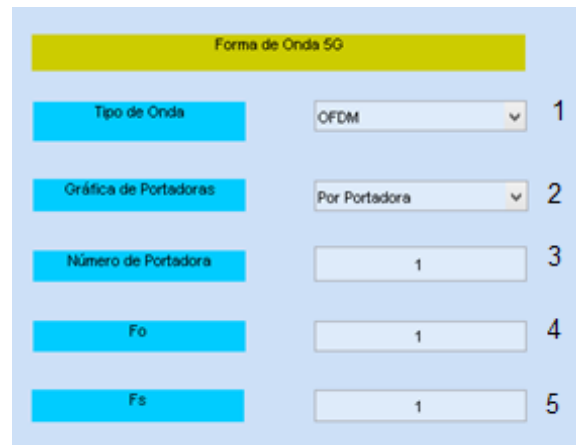 Forma de Onda 5G
Tipo de Onda OFDM 1
Gráfica de Portadoras Por Portadora 2
Número de Portadora 1 3
Fo 1 4
Fs 1 5